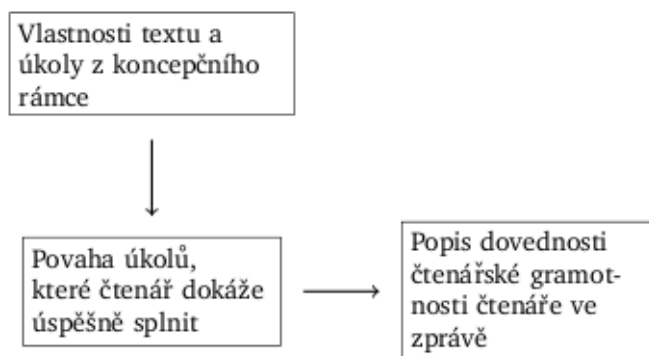 Vlastnosti textu a
úkoly z koncepčního
rámce
Povaha úkolů,
které čtenář dokáže
úspěšně splnit
Popis dovednosti
čtenářské gramot-
nosti čtenáře ve
zprávě